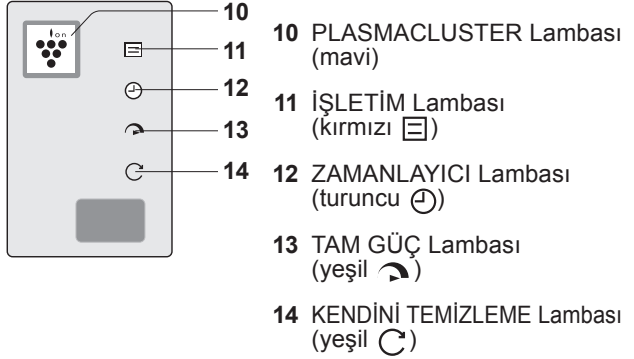 ion
10
11
12
13
14
10 PLASMACLUSTER Lambası
(mavi)
11 İŞLETİM Lambası
(kırmızı)
12 ZAMANLAYICI Lambası
(turuncu)
13 TAM GÜÇ Lambası
(yeşil)
14 KENDİNİ TEMİZLEME Lambası
(yeşil)